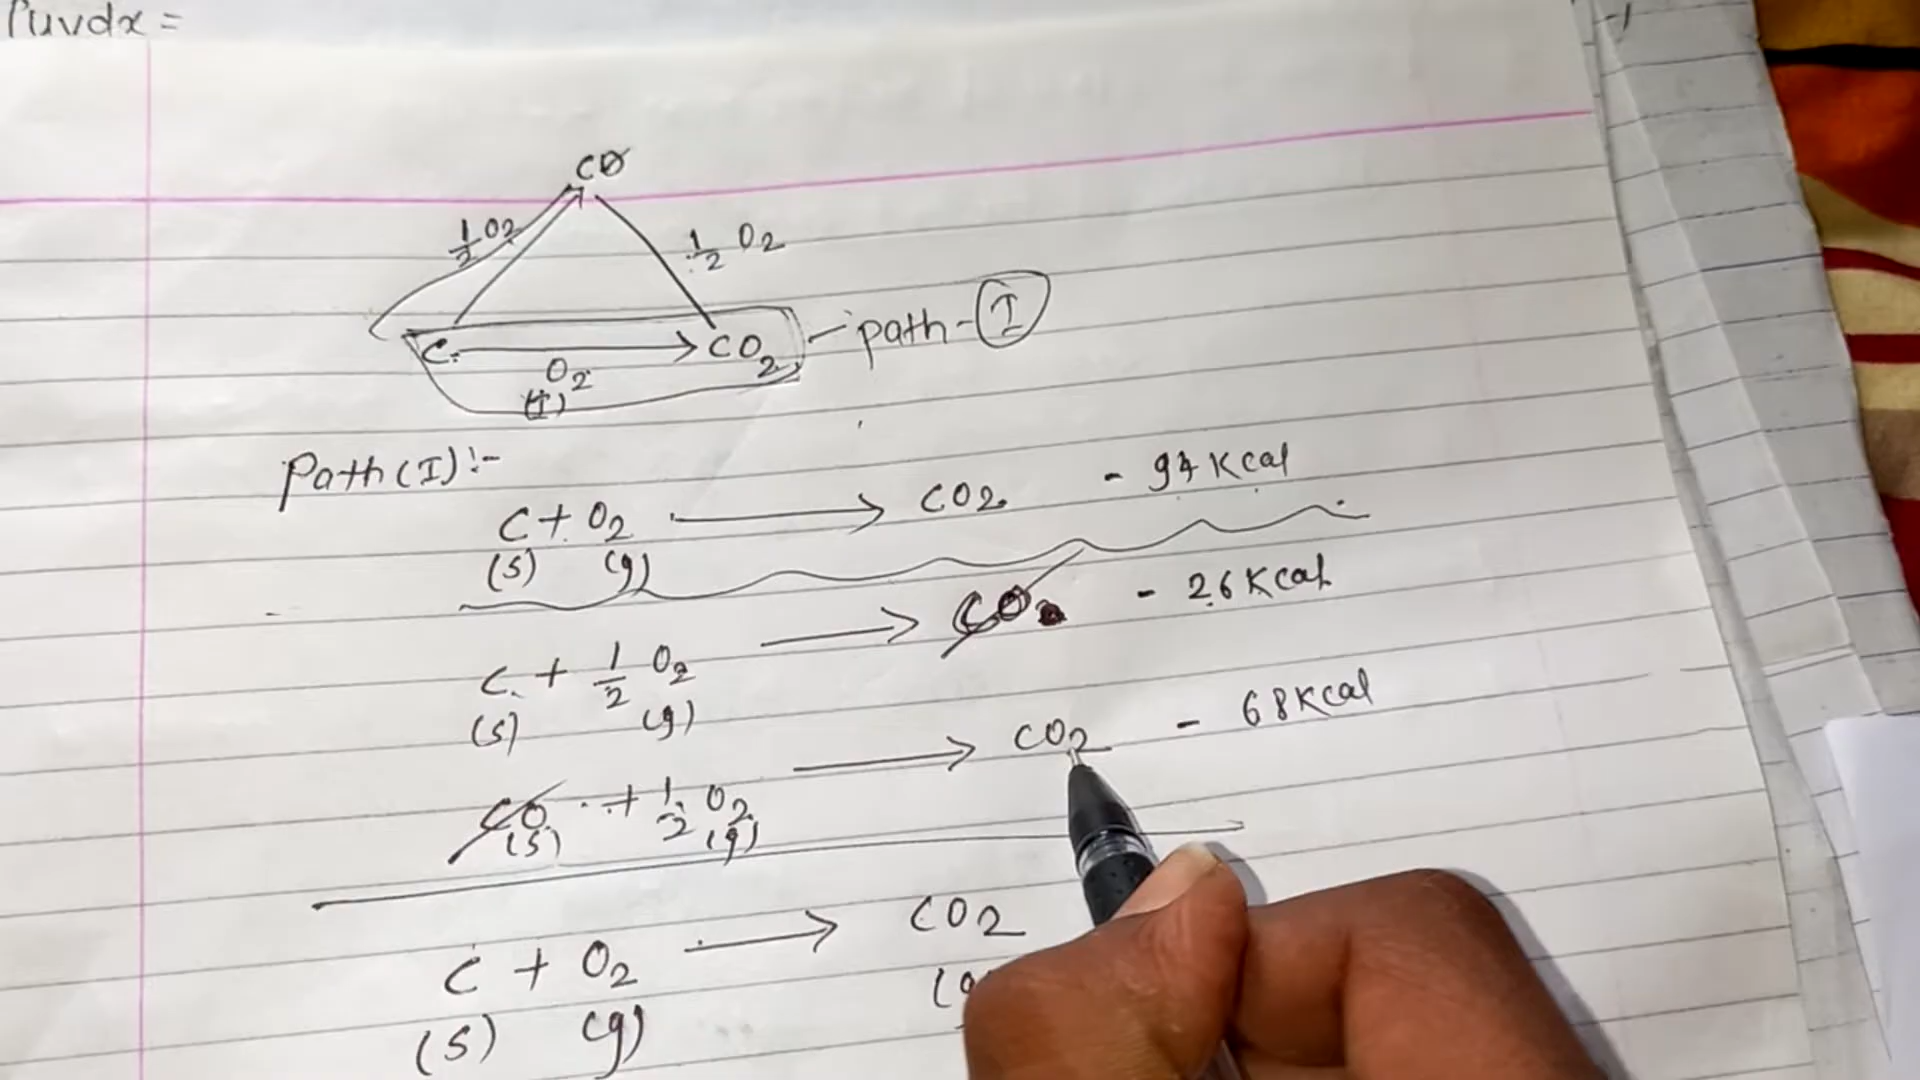 ∫uvdx =
CO
1/2 O2
1/2 O2
C → CO2 - path - I
O2
(I)
Path (I) :-
C + O2 → CO2 - 94 Kcal
(s) (g)
C + 1/2 O2 → CO - 26 Kcal
(s) (g)
CO + 1/2 O2 → CO2 - 68 Kcal
(s) (g)
C + O2 → CO2
(s) (g)